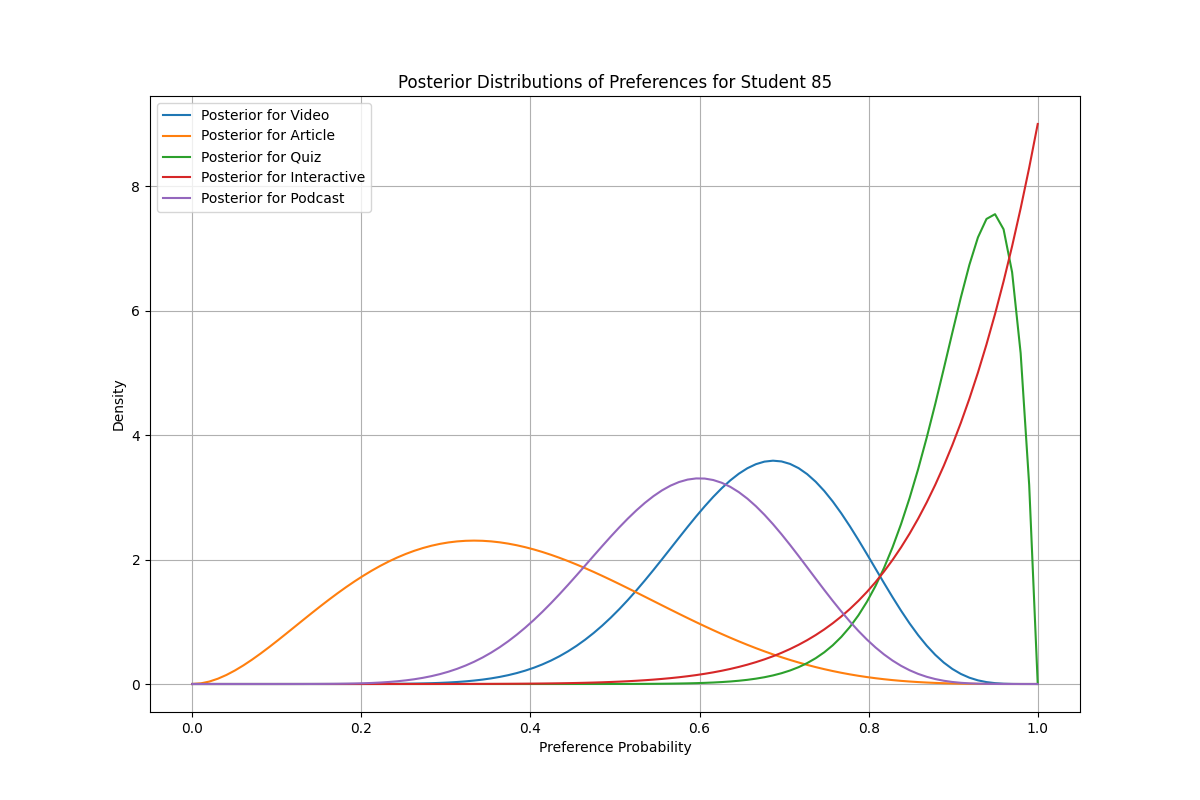 Posterior Distributions of Preferences for Student 85
Posterior for Video
Posterior for Article
Posterior for Quiz
Posterior for Interactive
Posterior for Podcast
Density
8
6
4
2
0
0.0 0.2 0.4 0.6 0.8 1.0
Preference Probability